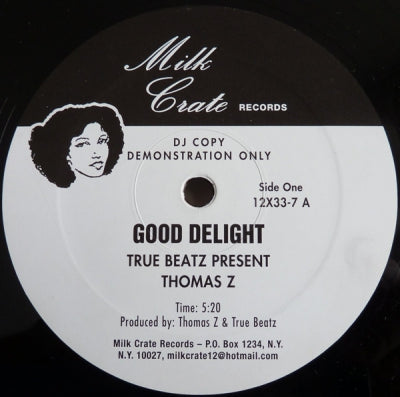 Milk
Crate RECORDS
DJ COPY
DEMONSTRATION ONLY
Side One
12X33-7 A
GOOD DELIGHT
TRUE BEATZ PRESENT
THOMAS Z
Time: 5:20
Produced by: Thomas Z & True Beatz
Milk Crate Records – P.O. Box 1234, N.Y.
N.Y. 10027, milkcrate12@hotmail.com